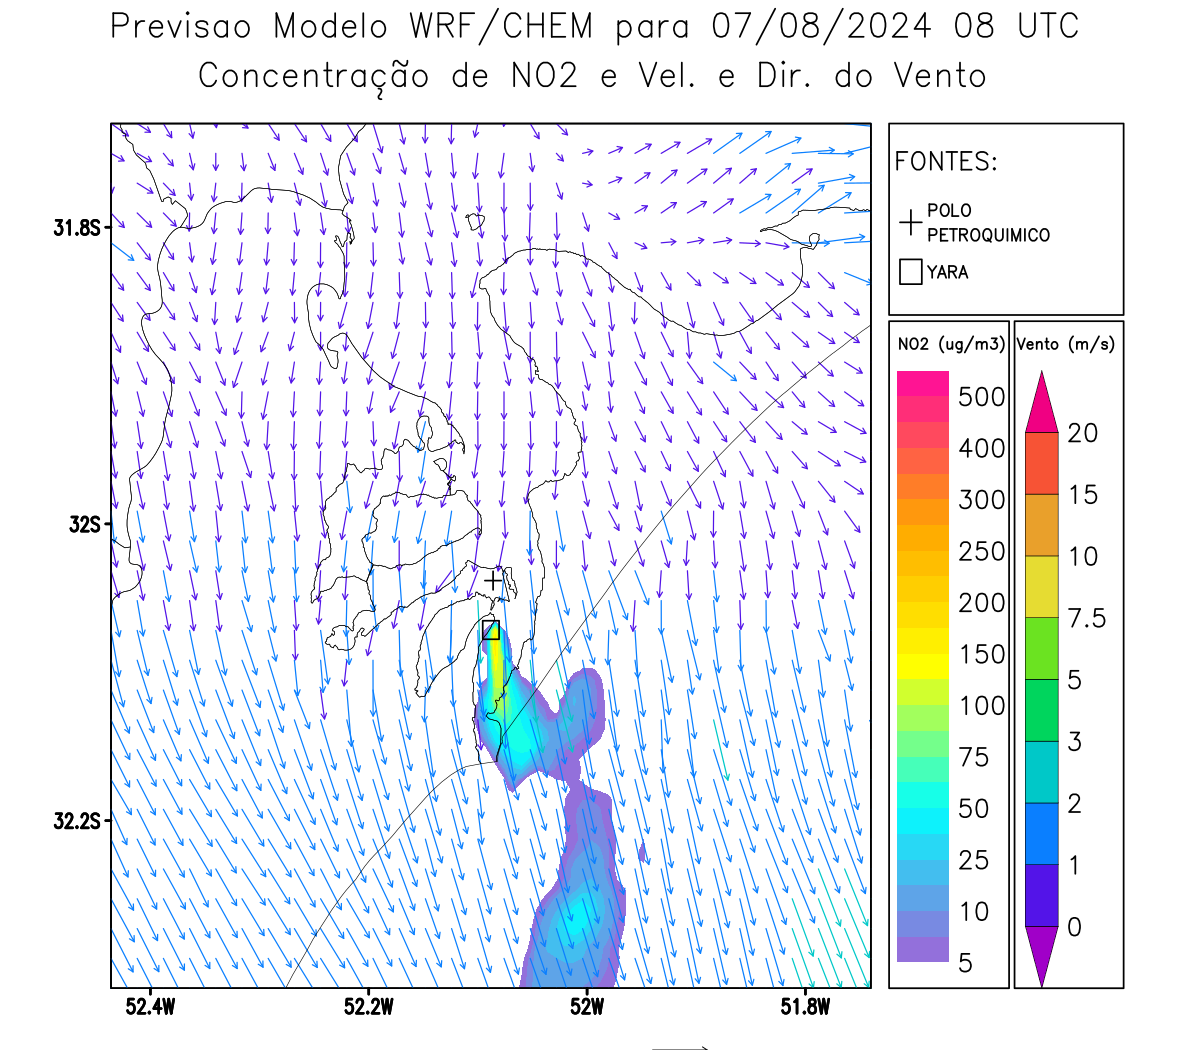 Previsao Modelo WRF/CHEM para 07/08/2024 08 UTC
Concentração de NO2 e Vel. e Dir. do Vento
FONTES:
POLO
PETROQUIMICO
YARA
NO2 (ug/m3)
500
400
300
250
200
150
100
75
50
25
10
5
Vento (m/s)
20
15
10
7.5
5
3
2
1
0
31.8S
32S
32.2S
52.4W
52.2W
52W
51.8W